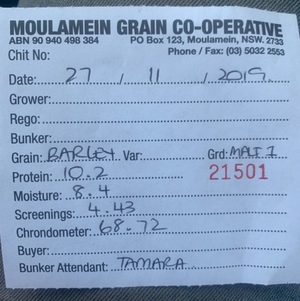 MOULAMEIN GRAIN CO-OPERATIVE
ABN 90 940 498 384 PO Box 123, Moulamein, NSW. 2733
Chit No: Phone / Fax: (03) 5032 2553
Date: 27 / 11 / 2019
Grower:
Rego:
Bunker:
Grain: BARLEY Var: Grd: MALT 1
Protein: 10.2 21501
Moisture: 8.4
Screenings: 4.43
Chrondometer: 68.72
Buyer:
Bunker Attendant: TAMARA